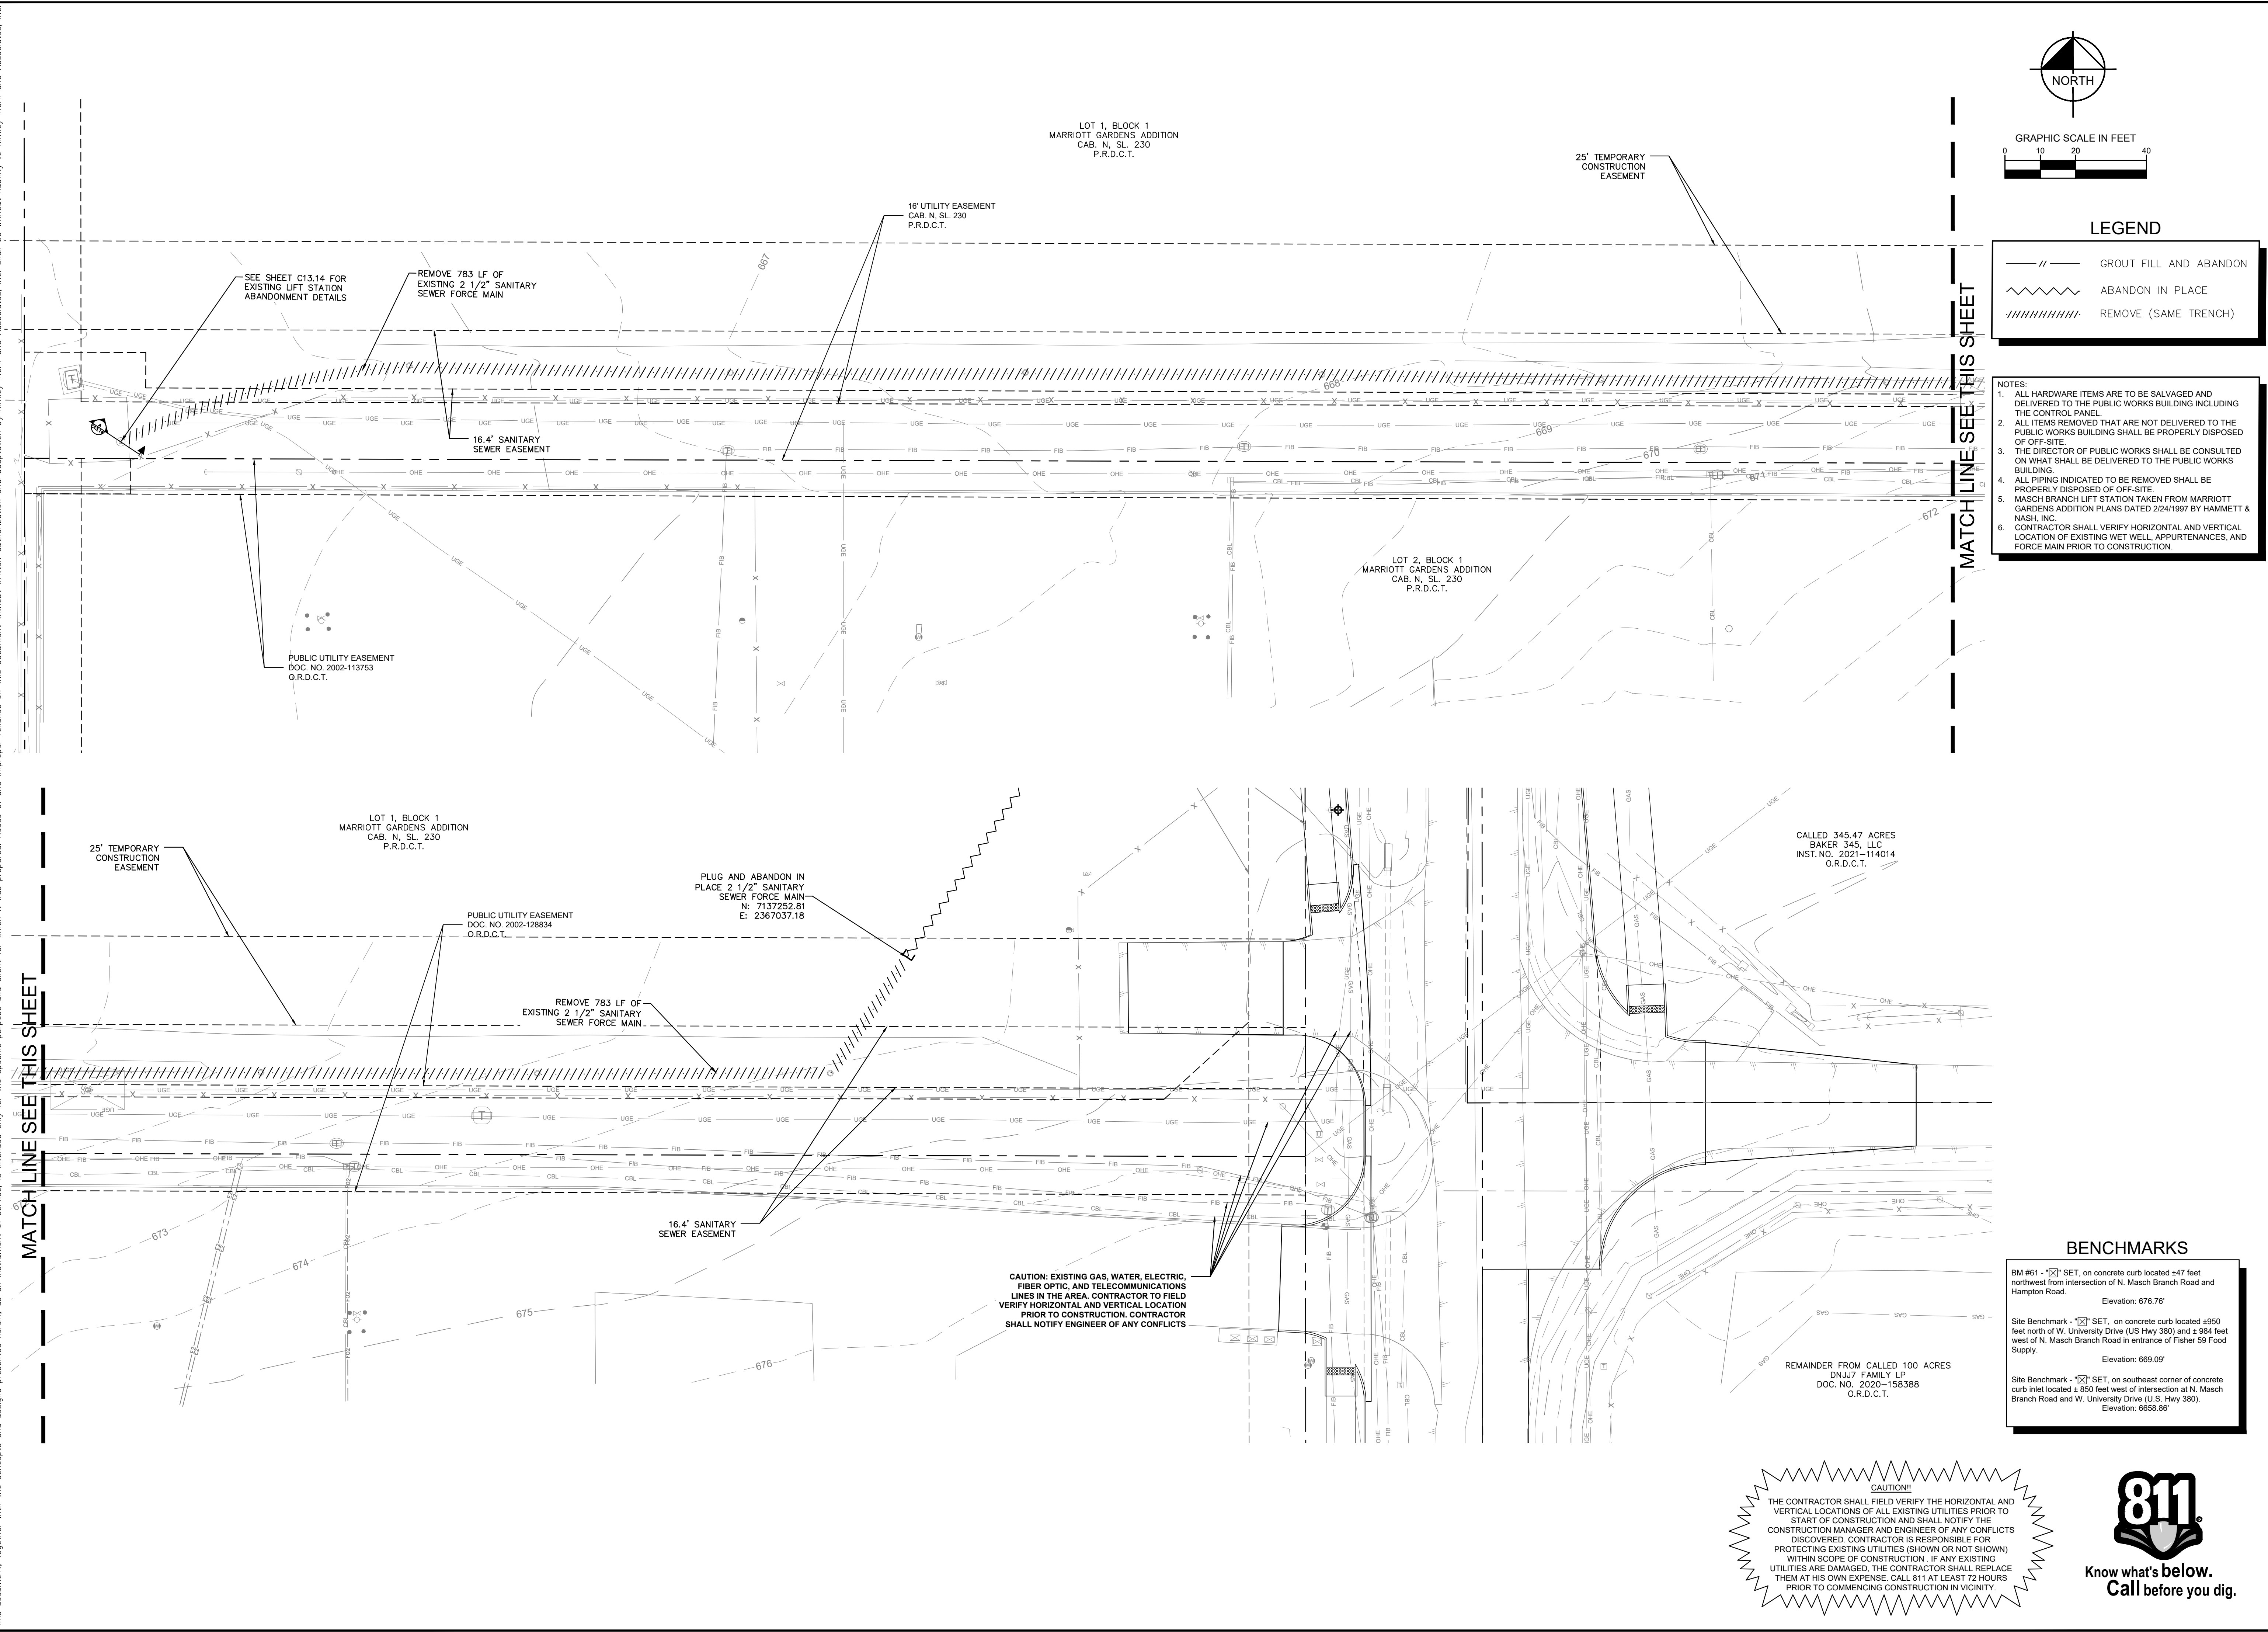 NORTH
GRAPHIC SCALE IN FEET
0 10 20 40
LEGEND
GROUT FILL AND ABANDON
ABANDON IN PLACE
REMOVE (SAME TRENCH)
NOTES:
1. ALL HARDWARE ITEMS ARE TO BE SALVAGED AND
DELIVERED TO THE PUBLIC WORKS BUILDING INCLUDING
THE CONTROL PANEL.
2. ALL ITEMS REMOVED THAT ARE NOT DELIVERED TO THE
PUBLIC WORKS BUILDING SHALL BE PROPERLY DISPOSED
OF OFF-SITE.
3. THE DIRECTOR OF PUBLIC WORKS SHALL BE CONSULTED
ON WHAT SHALL BE DELIVERED TO THE PUBLIC WORKS
BUILDING.
4. ALL PIPING INDICATED TO BE REMOVED SHALL BE
PROPERLY DISPOSED OF OFF-SITE.
5. MASCH BRANCH LIFT STATION TAKEN FROM MARRIOTT
GARDENS ADDITION PLANS DATED 2/24/1997 BY HAMMETT &
NASH, INC.
6. CONTRACTOR SHALL VERIFY HORIZONTAL AND VERTICAL
LOCATION OF EXISTING WET WELL, APPURTENANCES, AND
FORCE MAIN PRIOR TO CONSTRUCTION.
LOT 1, BLOCK 1
MARRIOTT GARDENS ADDITION
CAB. N, SL. 230
P.R.D.C.T.
25' TEMPORARY
CONSTRUCTION
EASEMENT
16' UTILITY EASEMENT
CAB. N, SL. 230
P.R.D.C.T.
SEE SHEET C13.14 FOR
EXISTING LIFT STATION
ABANDONMENT DETAILS
REMOVE 783 LF OF
EXISTING 2 1/2" SANITARY
SEWER FORCE MAIN
667
668
669
670
671
672
16.4' SANITARY
SEWER EASEMENT
LOT 2, BLOCK 1
MARRIOTT GARDENS ADDITION
CAB. N, SL. 230
P.R.D.C.T.
PUBLIC UTILITY EASEMENT
DOC. NO. 2002-113753
O.R.D.C.T.
MATCH LINE SEE THIS SHEET
MATCH LINE SEE THIS SHEET
LOT 1, BLOCK 1
MARRIOTT GARDENS ADDITION
CAB. N, SL. 230
P.R.D.C.T.
25' TEMPORARY
CONSTRUCTION
EASEMENT
PUBLIC UTILITY EASEMENT
DOC. NO. 2002-128834
O.R.D.C.T.
PLUG AND ABANDON IN
PLACE 2 1/2" SANITARY
SEWER FORCE MAIN
N: 7137252.81
E: 2367037.18
REMOVE 783 LF OF
EXISTING 2 1/2" SANITARY
SEWER FORCE MAIN
CALLED 345.47 ACRES
BAKER 345, LLC
INST. NO. 2021-114014
O.R.D.C.T.
673
674
675
676
16.4' SANITARY
SEWER EASEMENT
CAUTION: EXISTING GAS, WATER, ELECTRIC,
FIBER OPTIC, AND TELECOMMUNICATIONS
LINES IN THE AREA. CONTRACTOR TO FIELD
VERIFY HORIZONTAL AND VERTICAL LOCATION
PRIOR TO CONSTRUCTION. CONTRACTOR
SHALL NOTIFY ENGINEER OF ANY CONFLICTS
REMAINDER FROM CALLED 100 ACRES
DNJJ7 FAMILY LP
DOC. NO. 2020-158388
O.R.D.C.T.
BENCHMARKS
BM #61 - "☒" SET, on concrete curb located ±47 feet
northwest from intersection of N. Masch Branch Road and
Hampton Road.
Elevation: 676.76'
Site Benchmark - "☒" SET, on concrete curb located ±950
feet north of W. University Drive (US Hwy 380) and ± 984 feet
west of N. Masch Branch Road in entrance of Fisher 59 Food
Supply.
Elevation: 669.09'
Site Benchmark - "☒" SET, on southeast corner of concrete
curb inlet located ± 850 feet west of intersection at N. Masch
Branch Road and W. University Drive (U.S. Hwy 380).
Elevation: 6658.86'
CAUTION!!
THE CONTRACTOR SHALL FIELD VERIFY THE HORIZONTAL AND
VERTICAL LOCATIONS OF ALL EXISTING UTILITIES PRIOR TO
START OF CONSTRUCTION AND SHALL NOTIFY THE
CONSTRUCTION MANAGER AND ENGINEER OF ANY CONFLICTS
DISCOVERED. CONTRACTOR IS RESPONSIBLE FOR
PROTECTING EXISTING UTILITIES (SHOWN OR NOT SHOWN)
WITHIN SCOPE OF CONSTRUCTION . IF ANY EXISTING
UTILITIES ARE DAMAGED, THE CONTRACTOR SHALL REPLACE
THEM AT HIS OWN EXPENSE. CALL 811 AT LEAST 72 HOURS
PRIOR TO COMMENCING CONSTRUCTION IN VICINITY.
811
Know what's below.
Call before you dig.